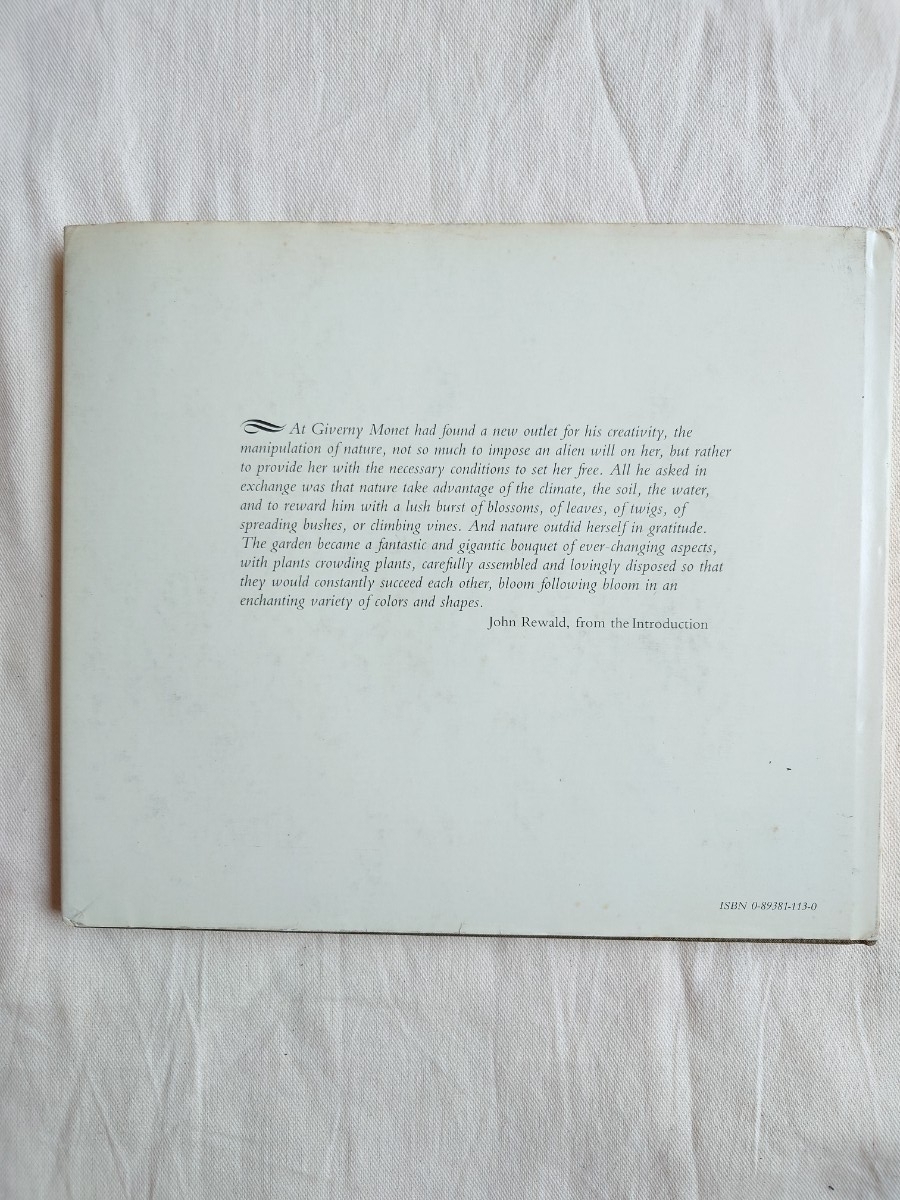 At Giverny Monet had found a new outlet for his creativity, the
manipulation of nature, not so much to impose an alien will on her, but rather
to provide her with the necessary conditions to set her free. All he asked in
exchange was that nature take advantage of the climate, the soil, the water,
and to reward him with a lush burst of blossoms, of leaves, of twigs, of
spreading bushes, or climbing vines. And nature outdid herself in gratitude.
The garden became a fantastic and gigantic bouquet of ever-changing aspects,
with plants crowding plants, carefully assembled and lovingly disposed so that
they would constantly succeed each other, bloom following bloom in an
enchanting variety of colors and shapes.
John Rewald, from the Introduction
ISBN 0-89381-113-0